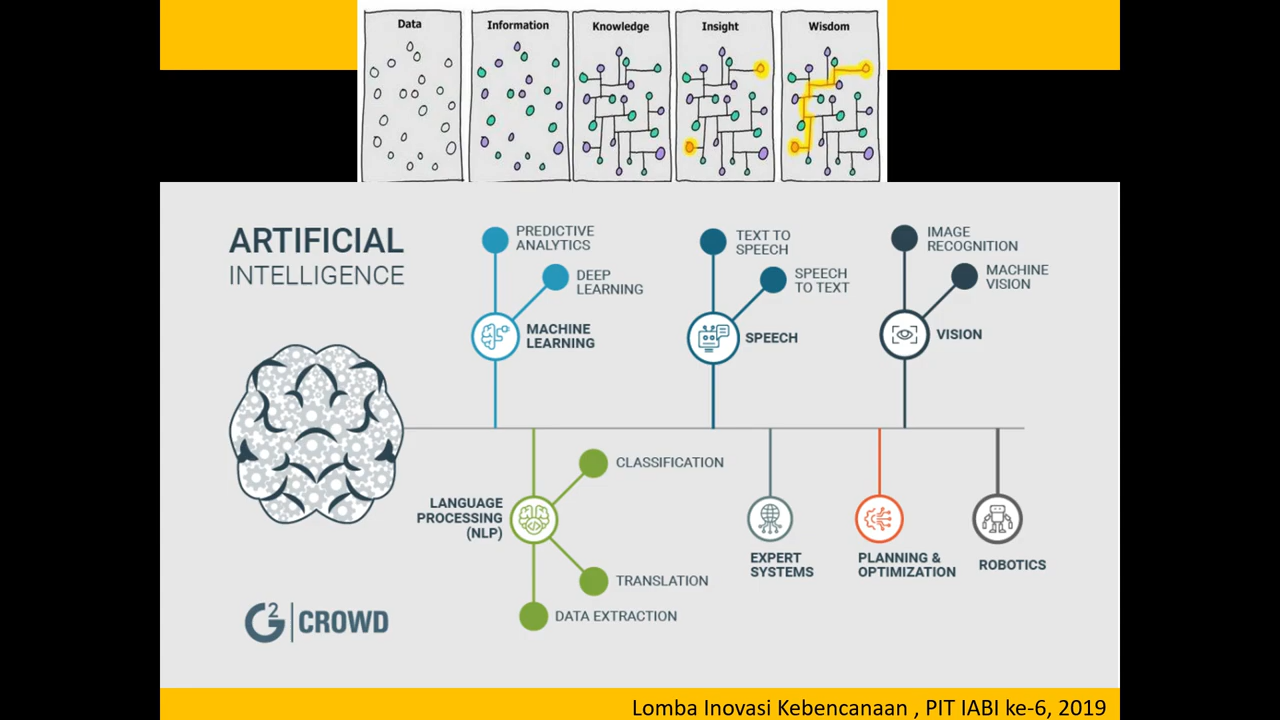 Data
Information
Knowledge
Insight
Wisdom
ARTIFICIAL
INTELLIGENCE
PREDICTIVE
ANALYTICS
DEEP
LEARNING
MACHINE
LEARNING
TEXT TO
SPEECH
SPEECH
TO TEXT
SPEECH
IMAGE
RECOGNITION
MACHINE
VISION
VISION
LANGUAGE
PROCESSING
(NLP)
CLASSIFICATION
TRANSLATION
DATA EXTRACTION
EXPERT
SYSTEMS
PLANNING &
OPTIMIZATION
ROBOTICS
G2 | CROWD
Lomba Inovasi Kebencanaan , PIT IABI ke-6, 2019